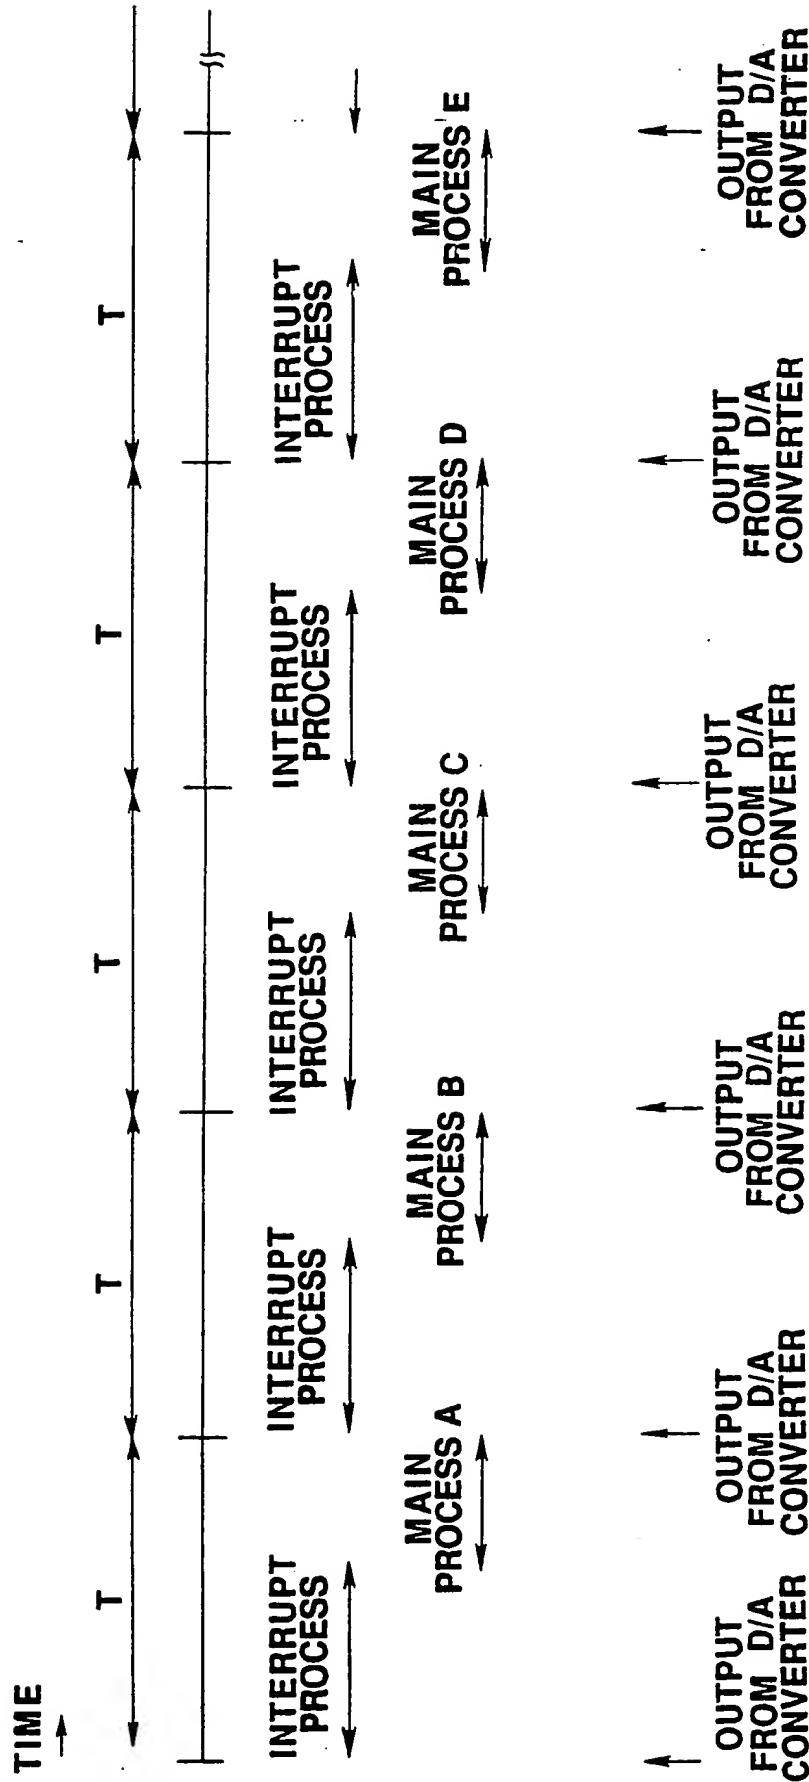 TIME
T
T
T
T
T
INTERRUPT
PROCESS
INTERRUPT
PROCESS
INTERRUPT
PROCESS
INTERRUPT
PROCESS
INTERRUPT
PROCESS
MAIN
PROCESS A
MAIN
PROCESS B
MAIN
PROCESS C
MAIN
PROCESS D
MAIN
PROCESS E
OUTPUT
FROM D/A
CONVERTER
OUTPUT
FROM D/A
CONVERTER
OUTPUT
FROM D/A
CONVERTER
OUTPUT
FROM D/A
CONVERTER
OUTPUT
FROM D/A
CONVERTER
OUTPUT
FROM D/A
CONVERTER